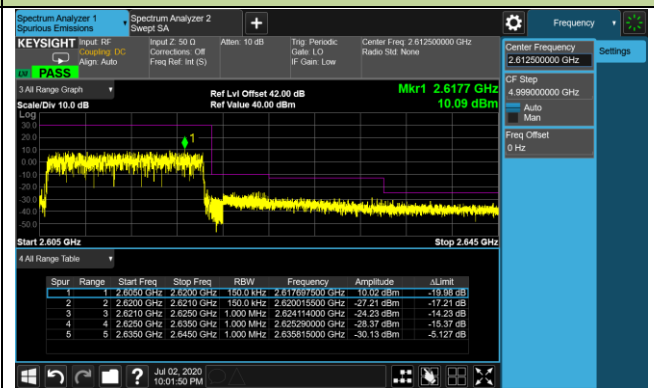 Spectrum Analyzer 1
Spurious Emissions
Spectrum Analyzer 2
Swept SA
Frequency
KEYSIGHT
Input: RF
Coupling: DC
Align: Auto
Input Z: 50 Ω
Corrections: Off
Freq Ref: Int (S)
Atten: 10 dB
Trig: Periodic
Gate: LO
IF Gain: Low
Center Freq: 2.612500000 GHz
Radio Std: None
PASS
3 All Range Graph
Scale/Div 10.0 dB
Ref Lvl Offset 42.00 dB
Ref Value 40.00 dBm
Mkr1 2.6177 GHz
10.09 dBm
Log
30.0
20.0
10.0
0.00
-10.0
-20.0
-30.0
-40.0
-50.0
1
Start 2.605 GHz
Stop 2.645 GHz
4 All Range Table
Spur Range Start Freq Stop Freq RBW Frequency Amplitude ΔLimit
1 1 2.6050 GHz 2.6200 GHz 150.0 kHz 2.617697500 GHz 10.02 dBm -19.98 dB
2 2 2.6200 GHz 2.6210 GHz 150.0 kHz 2.620015500 GHz -27.21 dBm -17.21 dB
3 3 2.6210 GHz 2.6250 GHz 1.000 MHz 2.624114000 GHz -24.23 dBm -14.23 dB
4 4 2.6250 GHz 2.6350 GHz 1.000 MHz 2.625290000 GHz -28.37 dBm -15.37 dB
5 5 2.6350 GHz 2.6450 GHz 1.000 MHz 2.635815000 GHz -30.13 dBm -5.127 dB
Center Frequency
2.612500000 GHz
Settings
CF Step
4.999000000 GHz
Auto
Man
Freq Offset
0 Hz
Jul 02, 2020
10:01:50 PM